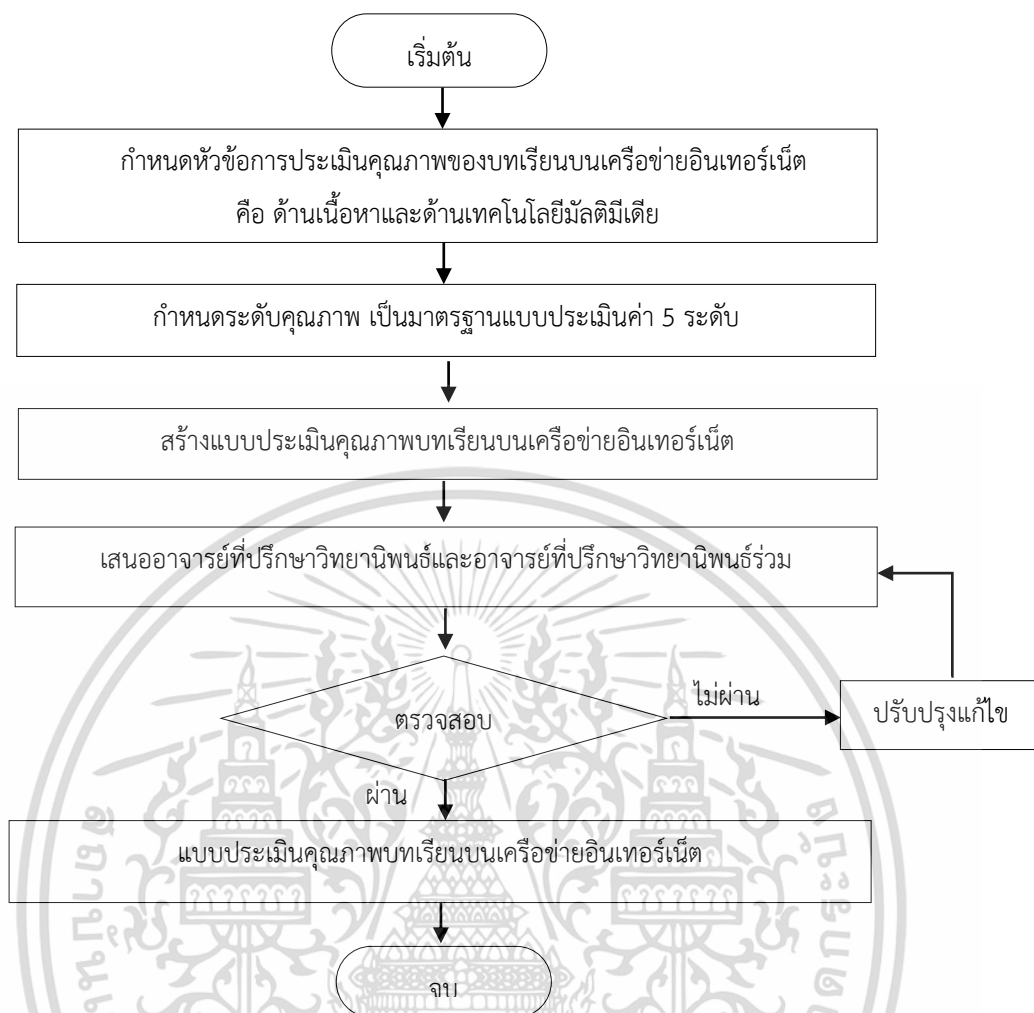 เริ่มต้น
กำหนดหัวข้อการประเมินคุณภาพของบทเรียนบนเครือข่ายอินเทอร์เน็ต
คือ ด้านเนื้อหาและด้านเทคโนโลยีมัลติมีเดีย
กำหนดระดับคุณภาพ เป็นมาตรฐานแบบประเมินค่า 5 ระดับ
สร้างแบบประเมินคุณภาพบทเรียนบนเครือข่ายอินเทอร์เน็ต
เสนออาจารย์ที่ปรึกษาวิทยานิพนธ์และอาจารย์ที่ปรึกษาวิทยานิพนธ์ร่วม
ตรวจสอบ
ไม่ผ่าน
ปรับปรุงแก้ไข
ผ่าน
แบบประเมินคุณภาพบทเรียนบนเครือข่ายอินเทอร์เน็ต
จบ